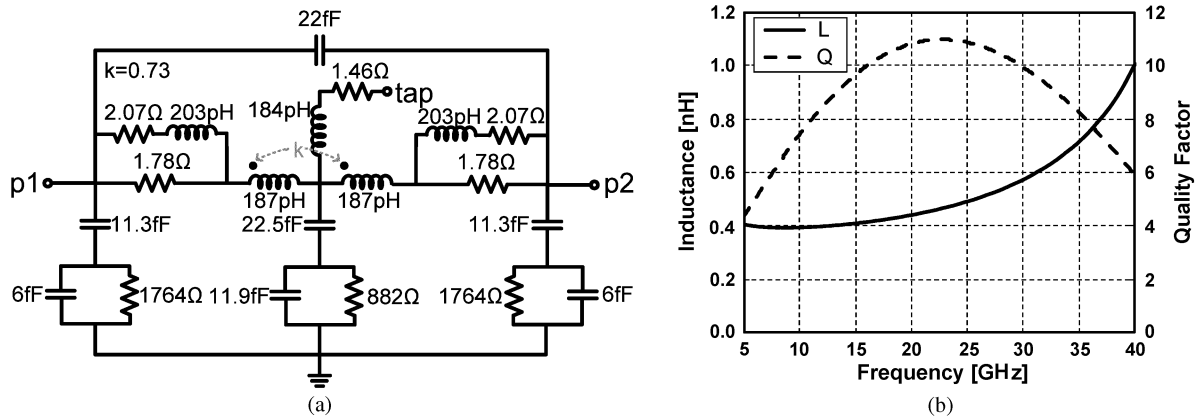 22fF
k=0.73
1.46Ω
tap
2.07Ω
203pH
184pH
203pH
2.07Ω
1.78Ω
k
1.78Ω
p1
p2
187pH
187pH
11.3fF
22.5fF
11.3fF
6fF
1764Ω
11.9fF
882Ω
1764Ω
6fF
(a)
L
Q
Inductance [nH]
1.2
1.0
0.8
0.6
0.4
0.2
0.0
12
10
8
6
4
2
0
Quality Factor
5 10 15 20 25 30 35 40
Frequency [GHz]
(b)